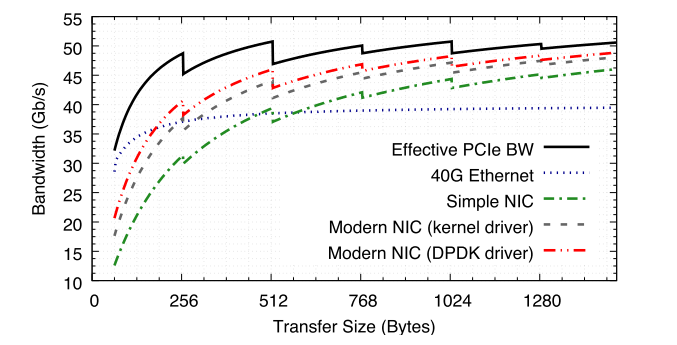 55
50
45
40
35
30
25
20
15
10
Bandwidth (Gb/s)
Effective PCIe BW
40G Ethernet
Simple NIC
Modern NIC (kernel driver)
Modern NIC (DPDK driver)
0 256 512 768 1024 1280
Transfer Size (Bytes)